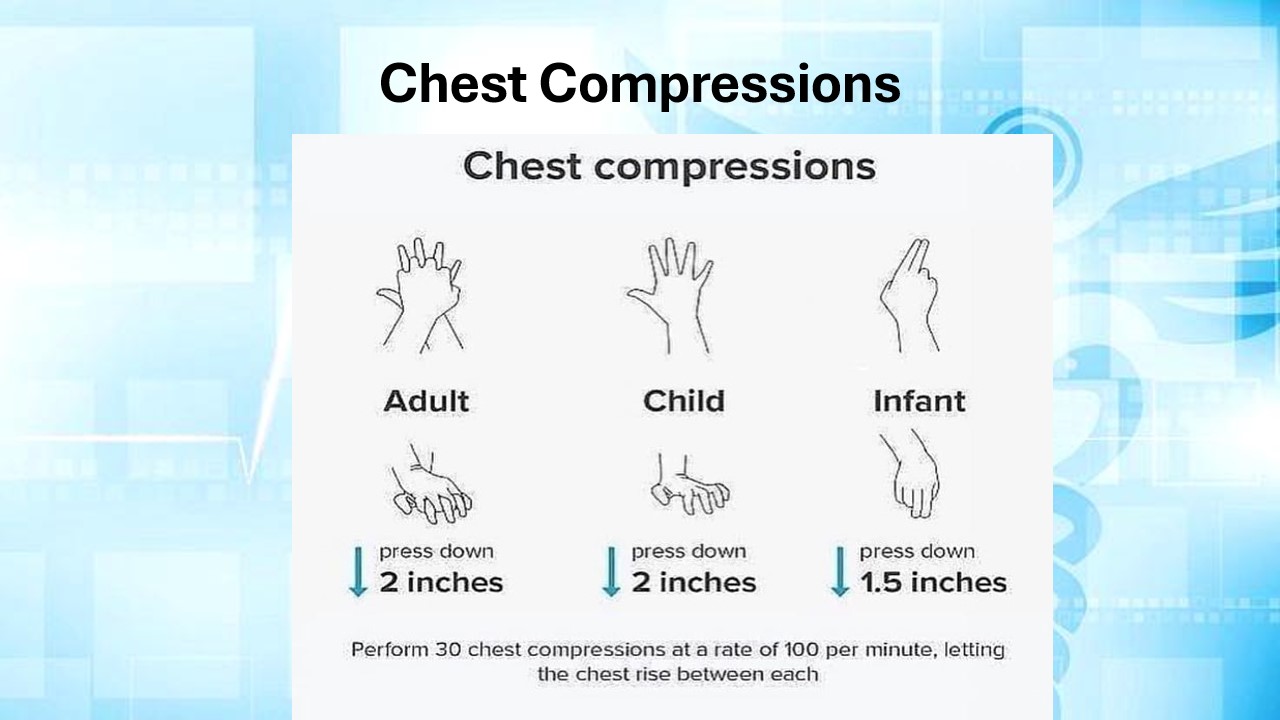 Chest Compressions
Chest compressions
Adult
Child
Infant
press down
2 inches
press down
2 inches
press down
1.5 inches
Perform 30 chest compressions at a rate of 100 per minute, letting
the chest rise between each